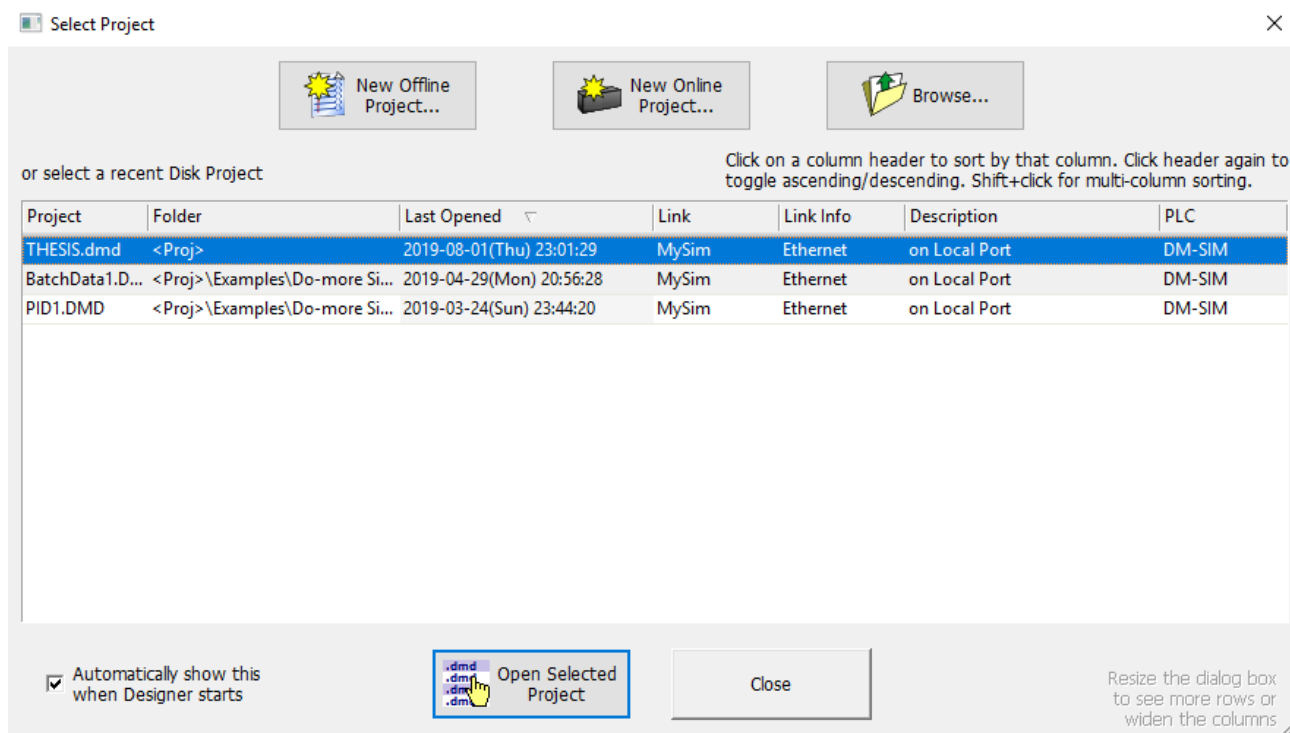 Select Project
New Offline
Project...
New Online
Project...
Browse...
or select a recent Disk Project
Click on a column header to sort by that column. Click header again to
toggle ascending/descending. Shift+click for multi-column sorting.
Project Folder Last Opened Link Link Info Description PLC
THESIS.dmd <Proj> 2019-08-01(Thu) 23:01:29 MySim Ethernet on Local Port DM-SIM
BatchData1.D... <Proj>\Examples\Do-more Si... 2019-04-29(Mon) 20:56:28 MySim Ethernet on Local Port DM-SIM
PID1.DMD <Proj>\Examples\Do-more Si... 2019-03-24(Sun) 23:44:20 MySim Ethernet on Local Port DM-SIM
Automatically show this
when Designer starts
.dmd
Open Selected
Project
Close
Resize the dialog box
to see more rows or
widen the columns